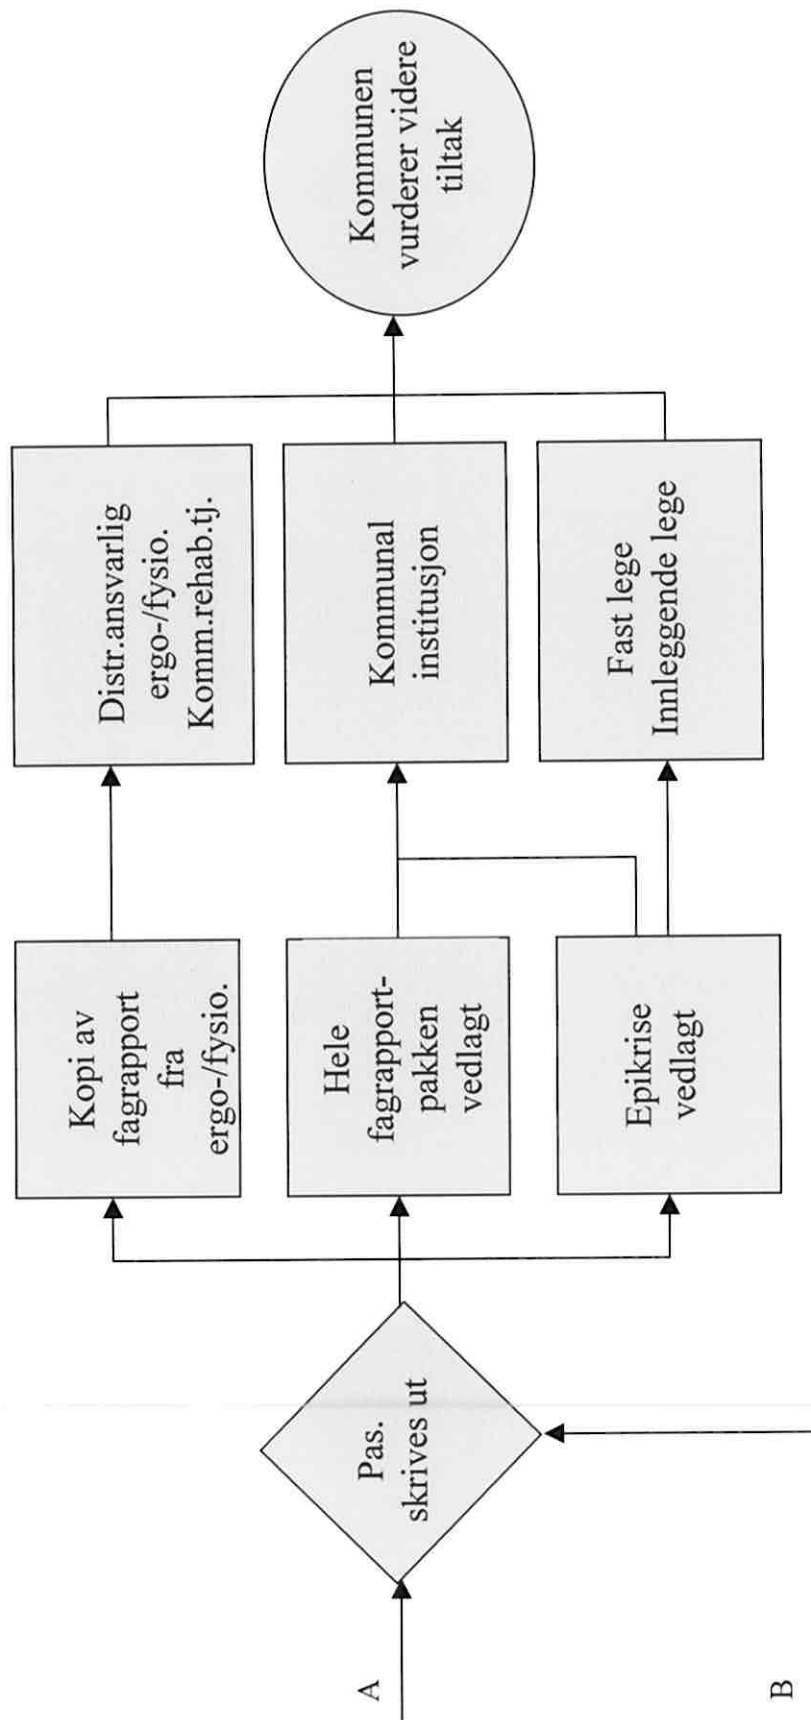 A
B
Pas.
skrives ut
Kopi av
fagrapport
fra
ergo-/fysio.
Hele
fagrapport-
pakken
vedlagt
Epikrise
vedlagt
Distr.ansvarlig
ergo-/fysio.
Komm.rehab.tj.
Kommunal
institusjon
Fast lege
Innleggende lege
Kommunen
vurderer videre
tiltak